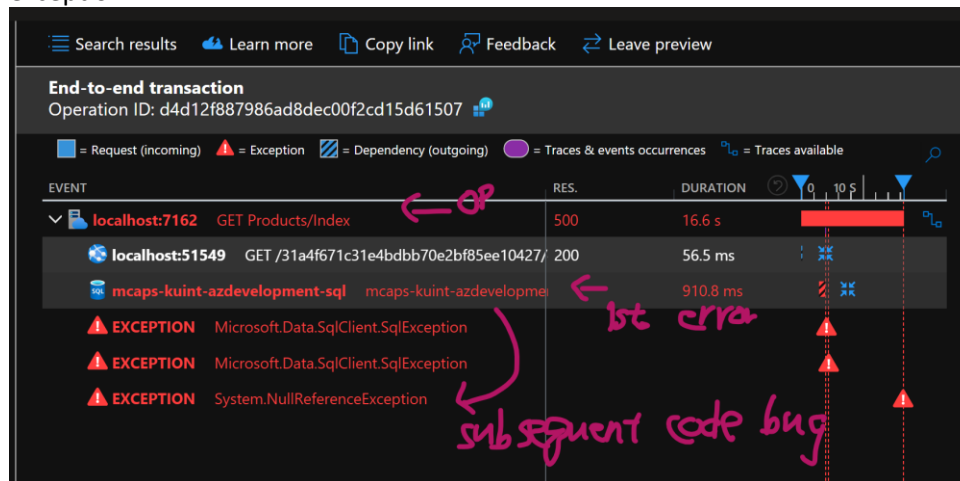 Search results Learn more Copy link Feedback Leave preview
End-to-end transaction
Operation ID: d4d12f887986ad8dec00f2cd15d61507
= Request (incoming) = Exception = Dependency (outgoing) = Traces & events occurrences = Traces available
EVENT RES. DURATION 0 10 S
localhost:7162 GET Products/Index OP 500 16.6 s
localhost:51549 GET /31a4f671c31e4bdbb70e2bf85ee10427/ 200 56.5 ms
mcaps-kuint-azdevelopment-sql mcaps-kuint-azdevelopme 910.8 ms
1st error
EXCEPTION Microsoft.Data.SqlClient.SqlException
EXCEPTION Microsoft.Data.SqlClient.SqlException
EXCEPTION System.NullReferenceException
subsequent code bug